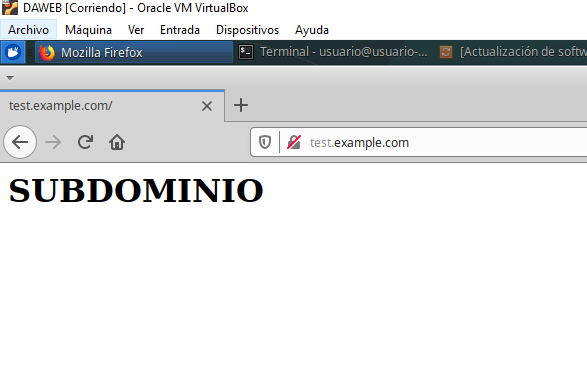 DAWEB [Corriendo] - Oracle VM VirtualBox
Archivo Máquina Ver Entrada Dispositivos Ayuda
Mozilla Firefox Terminal - usuario@usuario-... [Actualización de softw
test.example.com/
test.example.com
SUBDOMINIO